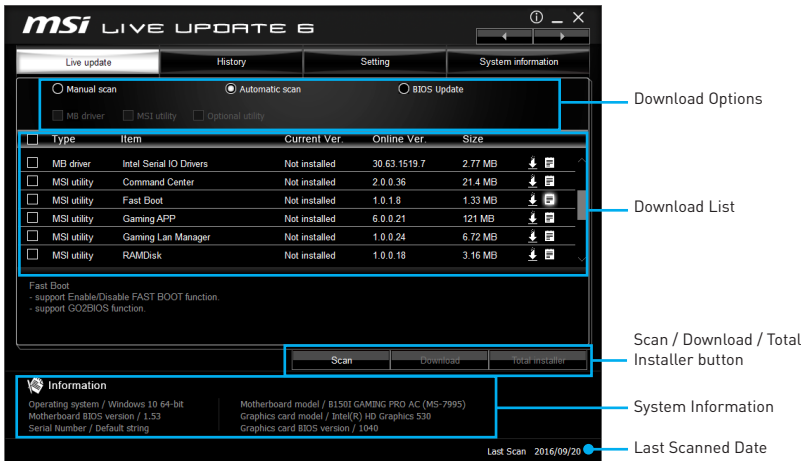 msi LIVE UPDATE 6
Live update History Setting System information
Manual scan Automatic scan BIOS Update
MB driver MSI utility Optional utility
Download Options
Type Item Current Ver. Online Ver. Size
MB driver Intel Serial IO Drivers Not installed 30.63.1519.7 2.77 MB
MSI utility Command Center Not installed 2.0.0.36 21.4 MB
MSI utility Fast Boot Not installed 1.0.1.8 1.33 MB
Download List
MSI utility Gaming APP Not installed 6.0.0.21 121 MB
MSI utility Gaming Lan Manager Not installed 1.0.0.24 6.72 MB
MSI utility RAMDisk Not installed 1.0.0.18 3.16 MB
Fast Boot
- support Enable/Disable FAST BOOT function.
- support GO2BIOS function.
Scan Download Total installer
Scan / Download / Total
Installer button
Information
Operating system / Windows 10 64-bit Motherboard model / B150I GAMING PRO AC (MS-7995)
Motherboard BIOS version / 1.53 Graphics card model / Intel(R) HD Graphics 530
Serial Number / Default string Graphics card BIOS version / 1040
System Information
Last Scan 2016/09/20
Last Scanned Date